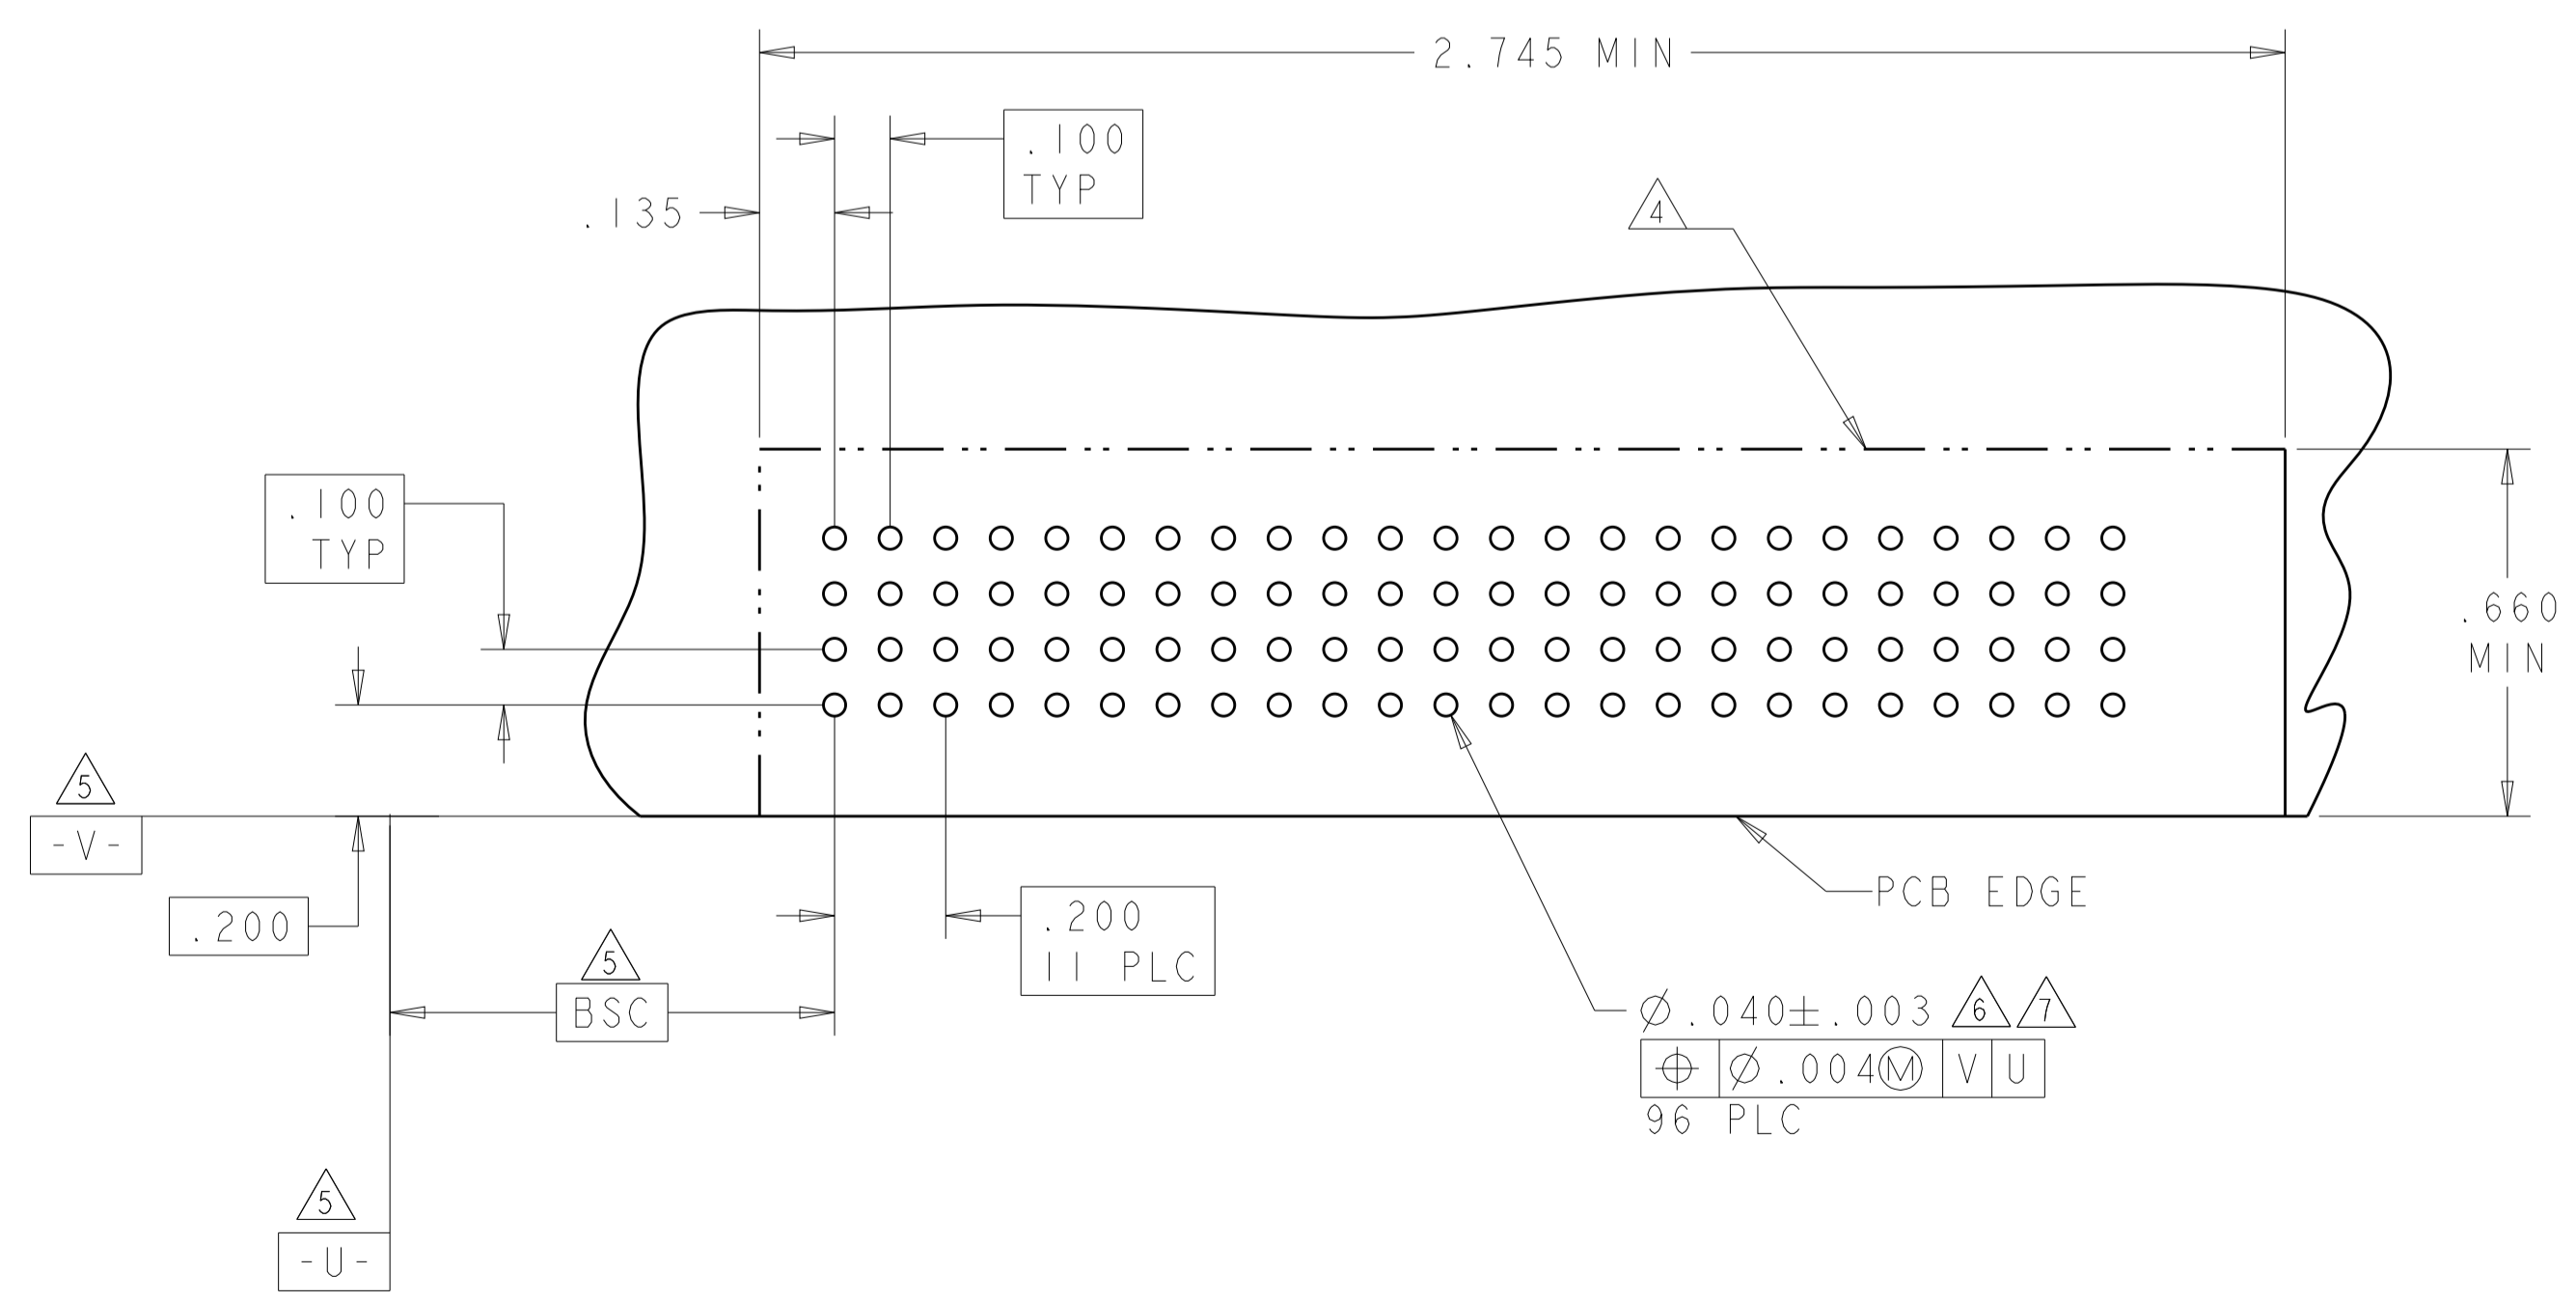 2.745 MIN
.100
TYP
.135
4
.100
TYP
.660
MIN
5
-V-
.200
5
BSC
.200
11 PLC
PCB EDGE
Ø.040±.003 6 7
⌖ Ø.004Ⓜ V U
96 PLC
5
-U-